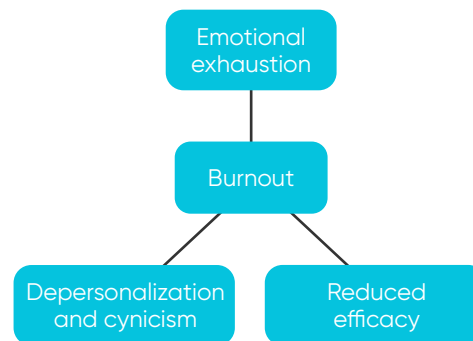 Emotional
exhaustion
Burnout
Depersonalization
and cynicism
Reduced
efficacy